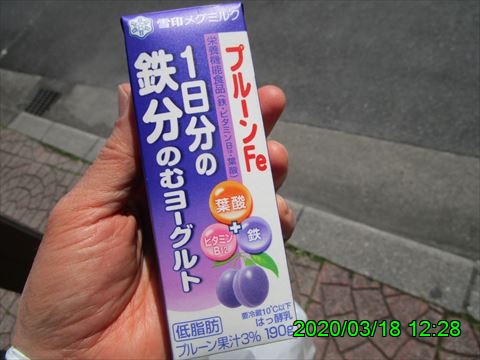 雪印メグミルク
プルーンFe
栄養機能食品(鉄・ビタミンB12・葉酸)
1日分の
鉄分のむヨーグルト
葉酸
+
ビタミン
B12
鉄
要冷蔵10℃以下
はっ酵乳
低脂肪
プルーン果汁3% 190g
2020/03/18 12:28